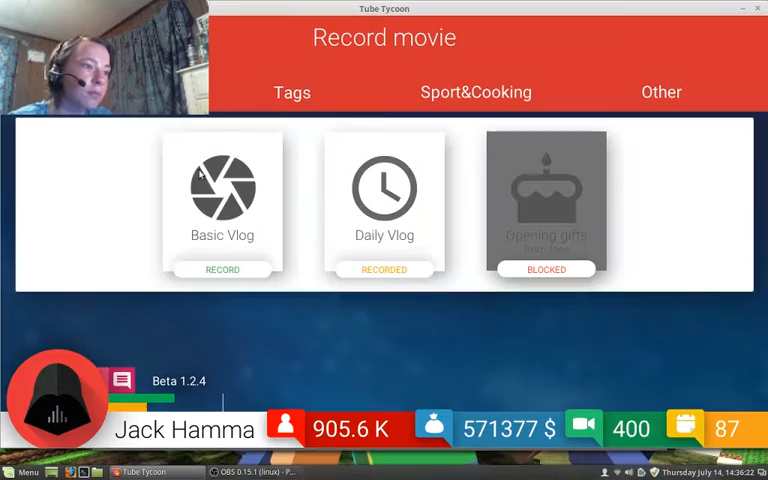 Tube Tycoon
Record movie
Tags
Sport&Cooking
Other
Basic Vlog
Daily Vlog
Opening gifts
RECORD
RECORDED
BLOCKED
Beta 1.2.4
Jack Hamma
905.6 K
571377 $
400
87
Menu
Tube Tycoon
OBS 0.15.1 (linux) - P...
Thursday July 14, 14:36:22